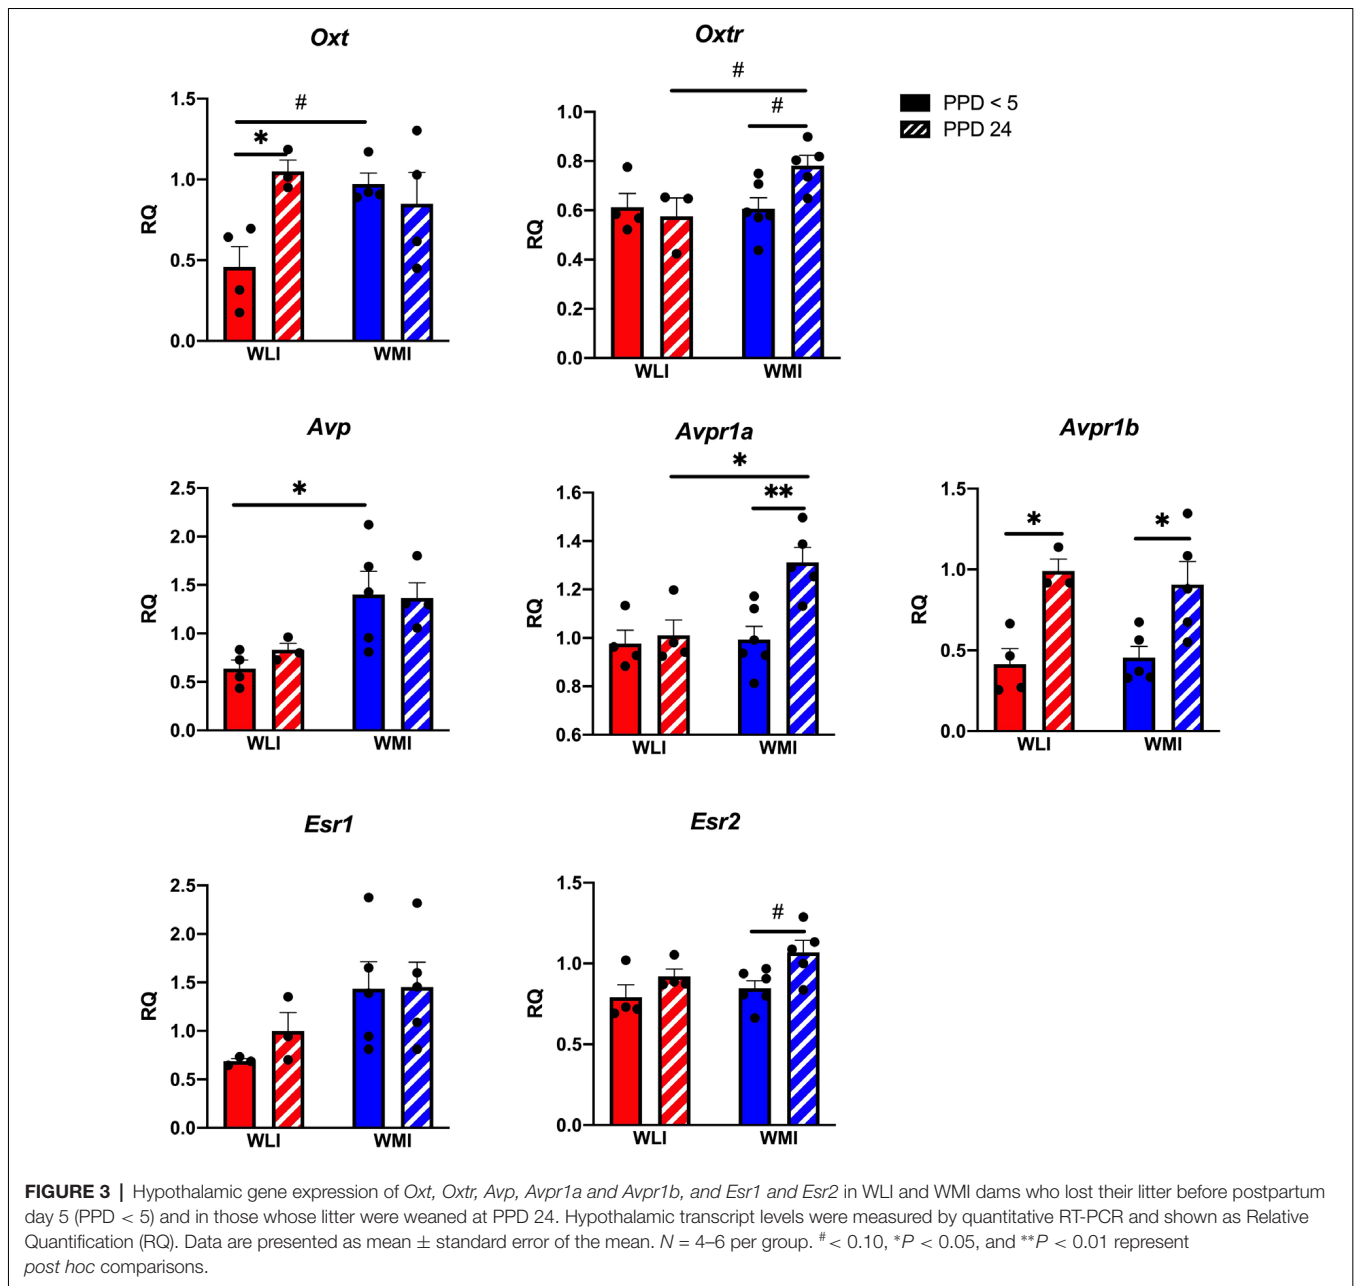 Oxt
Oxtr
PPD < 5
PPD 24
RQ
1.5
1.0
0.5
0.0
#
*
WLI
WMI
RQ
1.0
0.8
0.6
0.4
0.2
0.0
#
#
WLI
WMI
Avp
Avpr1a
Avpr1b
RQ
2.5
2.0
1.5
1.0
0.5
0.0
*
WLI
WMI
RQ
1.6
1.4
1.2
1.0
0.8
0.6
*
**
WLI
WMI
RQ
1.5
1.0
0.5
0.0
*
*
WLI
WMI
Esr1
Esr2
RQ
2.5
2.0
1.5
1.0
0.5
0.0
WLI
WMI
RQ
1.5
1.0
0.5
0.0
#
WLI
WMI
FIGURE 3 | Hypothalamic gene expression of Oxt, Oxtr, Avp, Avpr1a and Avpr1b, and Esr1 and Esr2 in WLI and WMI dams who lost their litter before postpartum
day 5 (PPD < 5) and in those whose litter were weaned at PPD 24. Hypothalamic transcript levels were measured by quantitative RT-PCR and shown as Relative
Quantification (RQ). Data are presented as mean ± standard error of the mean. N = 4–6 per group. #< 0.10, *P < 0.05, and **P < 0.01 represent
post hoc comparisons.